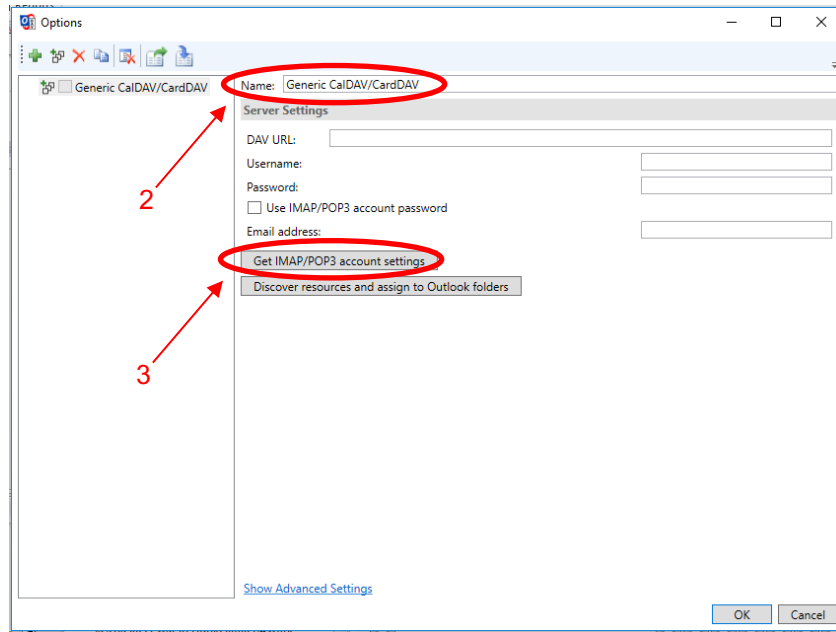 Options
Generic CalDAV/CardDAV
Name: Generic CalDAV/CardDAV
Server Settings
DAV URL:
Username:
2
Password:
Use IMAP/POP3 account password
Email address:
Get IMAP/POP3 account settings
Discover resources and assign to Outlook folders
3
Show Advanced Settings
OK Cancel